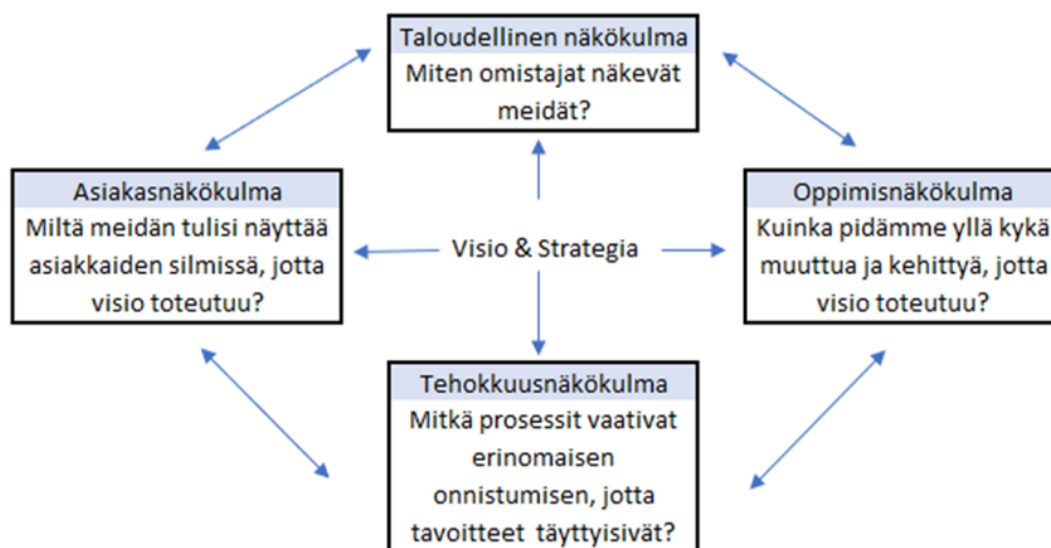 Taloudellinen näkökulma
Miten omistajat näkevät
meidät?
Asiakasnäkökulma
Miltä meidän tulisi näyttää
asiakkaiden silmissä, jotta
visio toteutuu?
Visio & Strategia
Oppimisnäkökulma
Kuinka pidämme yllä kykä
muuttua ja kehittyä, jotta
visio toteutuu?
Tehokkuusnäkökulma
Mitkä prosessit vaativat
erinomaisen
onnistumisen, jotta
tavoitteet täyttyisivät?